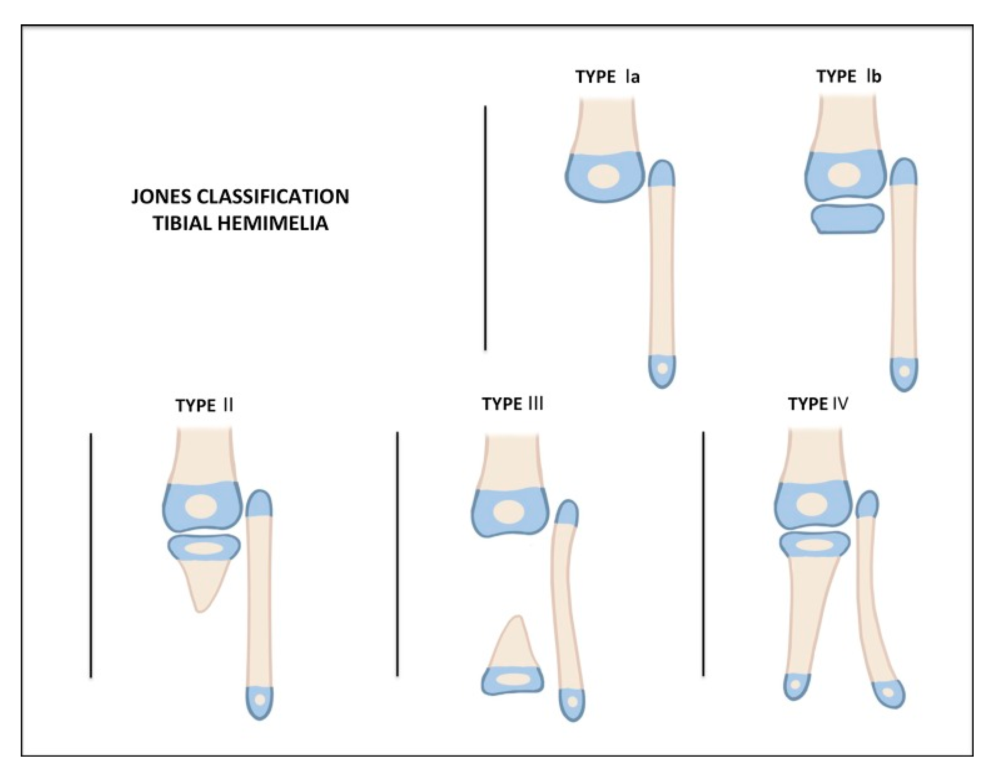 TYPE Ia
TYPE Ib
JONES CLASSIFICATION
TIBIAL HEMIMELIA
TYPE II
TYPE III
TYPE IV